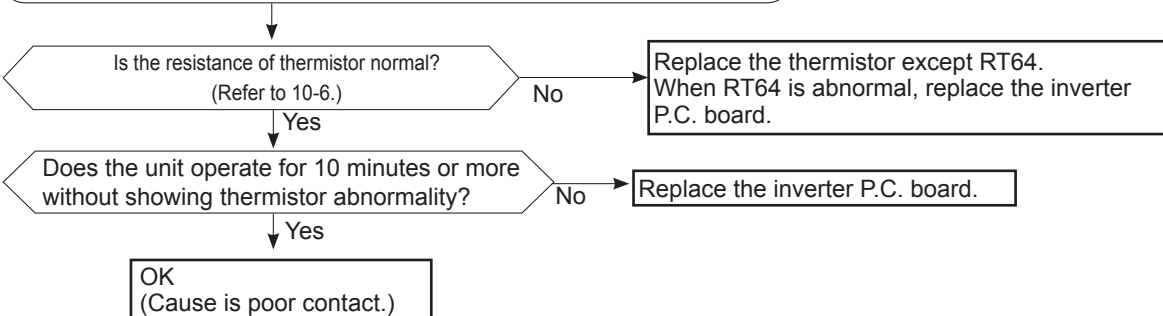 Is the resistance of thermistor normal?
(Refer to 10-6.)
No
Replace the thermistor except RT64.
When RT64 is abnormal, replace the inverter
P.C. board.
Yes
Does the unit operate for 10 minutes or more
without showing thermistor abnormality?
No
Replace the inverter P.C. board.
Yes
OK
(Cause is poor contact.)